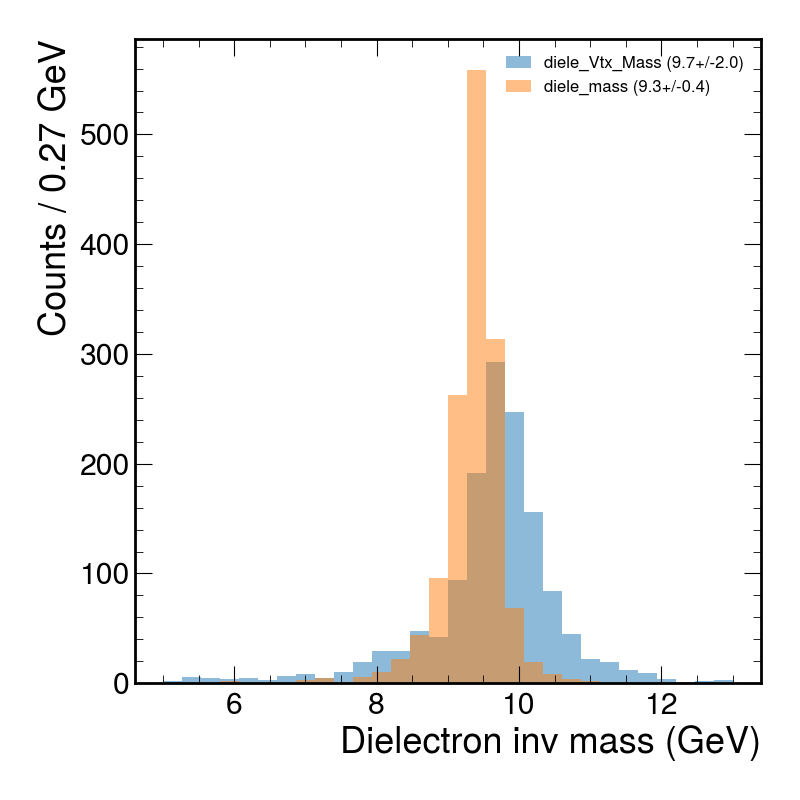 Counts / 0.27 GeV
diele_Vtx_Mass (9.7+/-2.0)
diele_mass (9.3+/-0.4)
500
400
300
200
100
0
6 8 10 12
Dielectron inv mass (GeV)